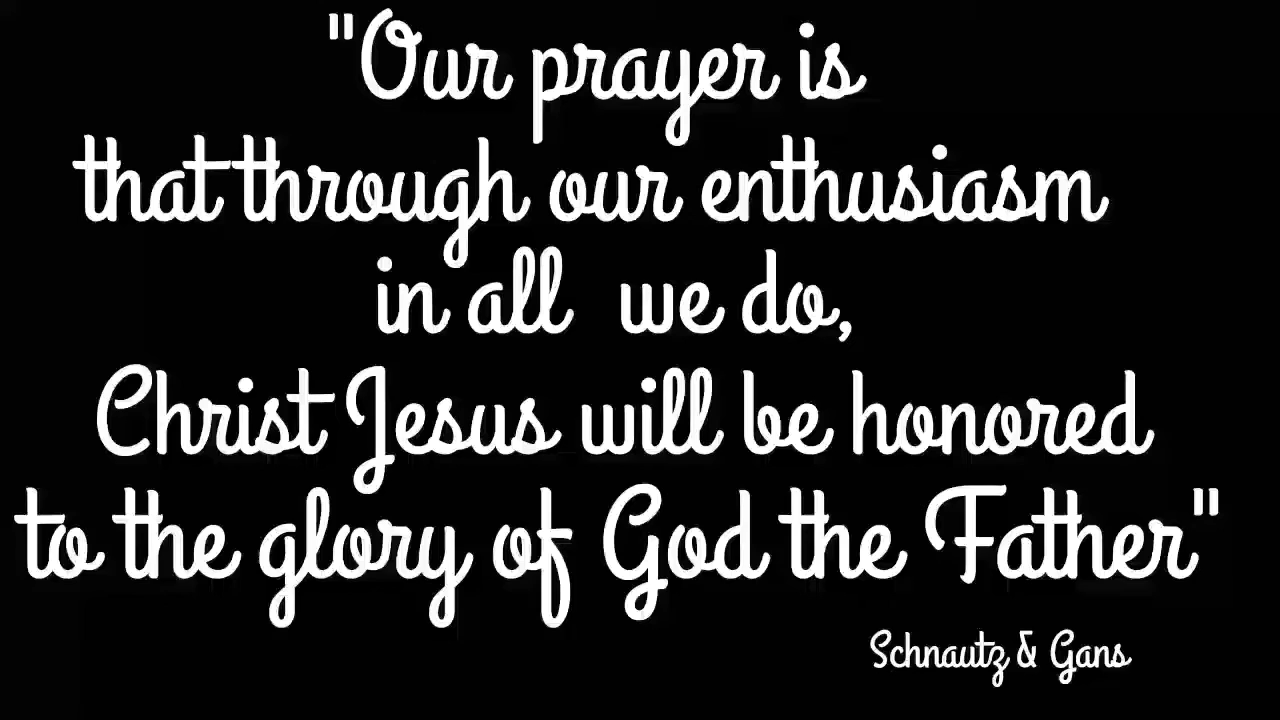 "Our prayer is
that through our enthusiasm
in all we do,
Christ Jesus will be honored
to the glory of God the Father"
Schnautz & Gans